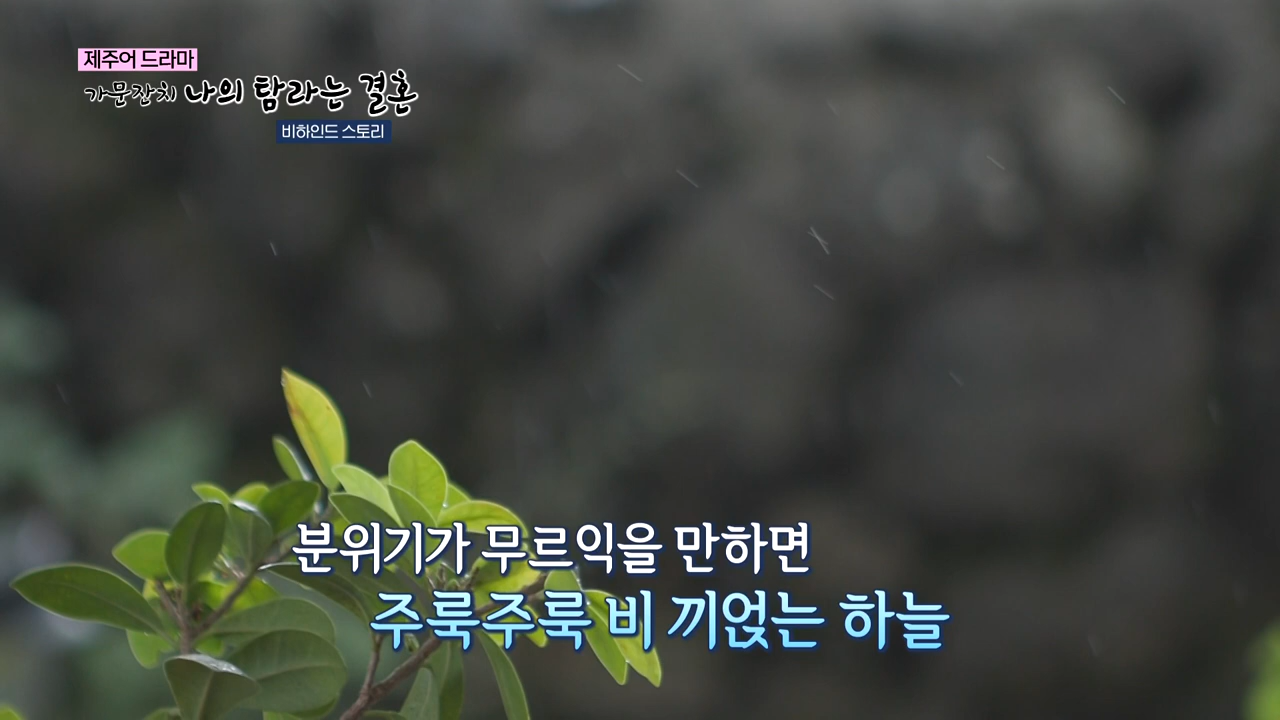 제주어 드라마
가문잔치 나의 탐라는 결혼
비하인드 스토리
분위기가 무르익을 만하면
주룩주룩 비 끼얹는 하늘